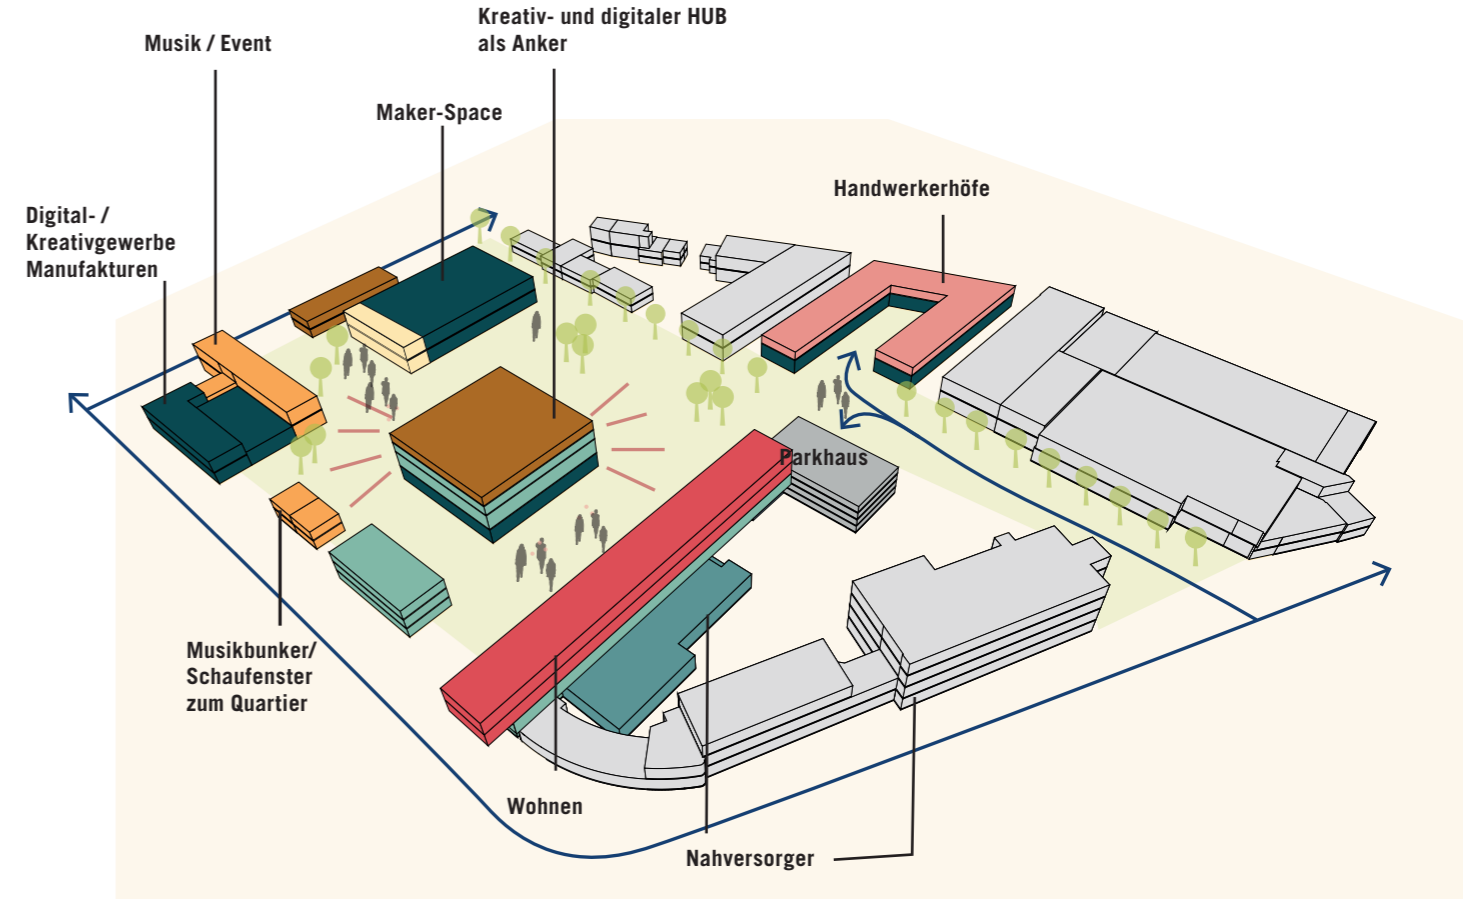 Kreativ- und digitaler HUB
als Anker
Musik / Event
Maker-Space
Handwerkerhöfe
Digital- /
Kreativgewerbe
Manufakturen
Parkhaus
Musikbunker/
Schaufenster
zum Quartier
Wohnen
Nahversorger